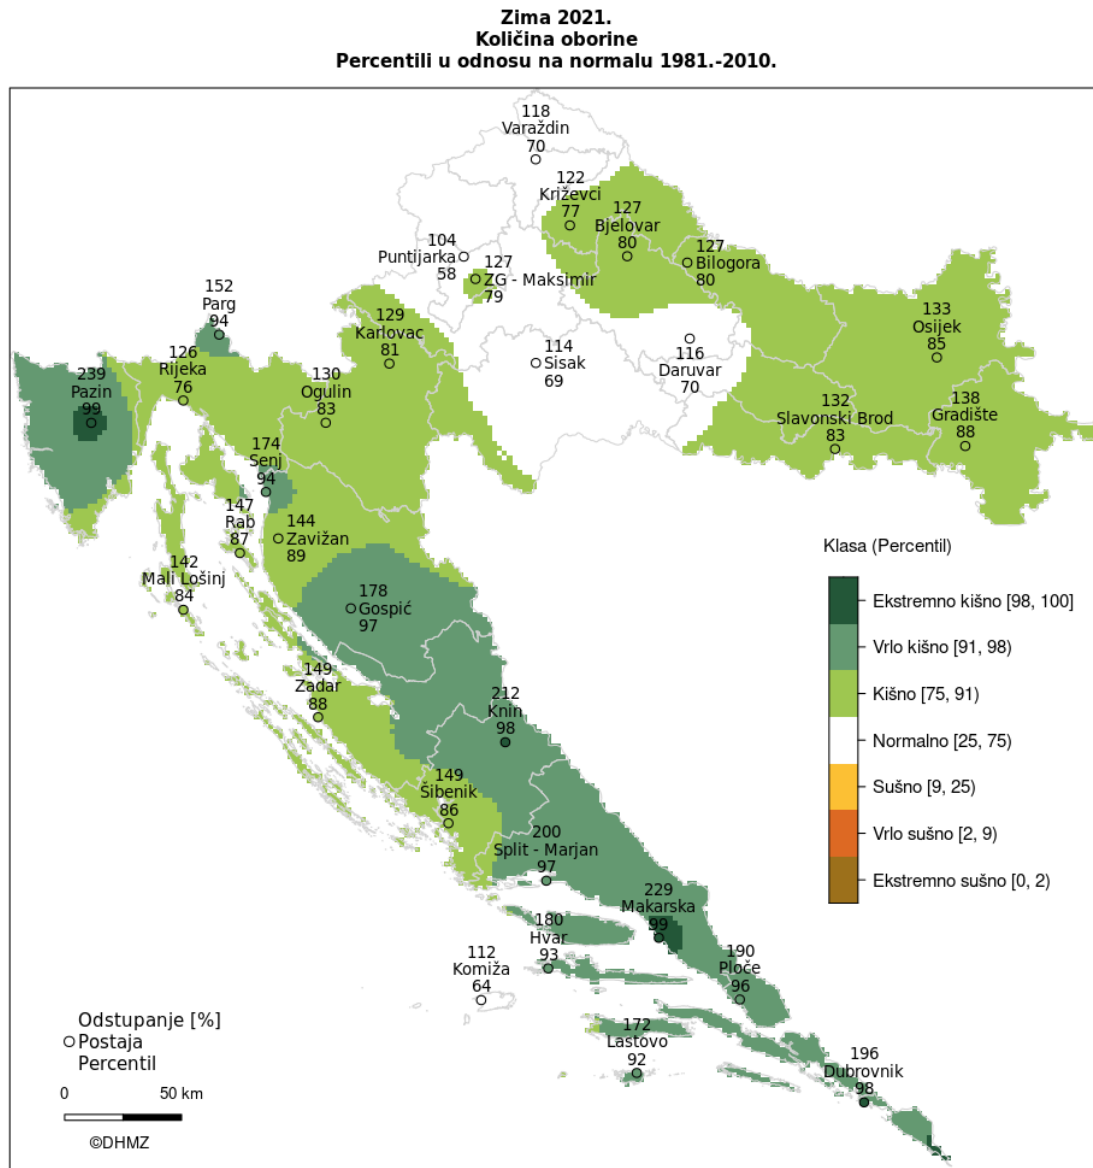 Zima 2021.
Količina oborine
Percentili u odnosu na normalu 1981.-2010.
118
Varaždin
70
122
Križevci
77
127
Bjelovar
80
104
Puntijarka
58
127
ZG - Maksimir
79
127
Bilogora
80
152
Parg
94
129
Karlovac
81
133
Osijek
85
114
Sisak
69
116
Daruvar
70
126
Rijeka
76
239
Pazin
99
130
Ogulin
83
132
Slavonski Brod
83
138
Gradište
88
174
Senj
94
147
Rab
87
144
Zavižan
89
142
Mali Lošinj
84
178
Gospić
97
149
Zadar
88
212
Knin
98
149
Šibenik
86
200
Split - Marjan
97
229
Makarska
99
180
Hvar
93
112
Komiža
64
190
Ploče
96
172
Lastovo
92
196
Dubrovnik
98
Klasa (Percentil)
Ekstremno kišno [98, 100]
Vrlo kišno [91, 98)
Kišno [75, 91)
Normalno [25, 75)
Sušno [9, 25)
Vrlo sušno [2, 9)
Ekstremno sušno [0, 2)
Odstupanje [%]
Postaja
Percentil
0 50 km
©DHMZ